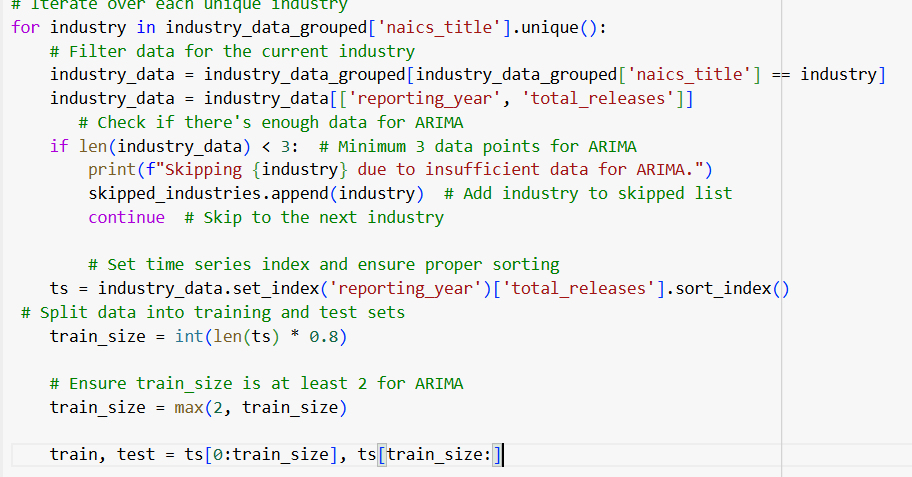 # Iterate over each unique industry
for industry in industry_data_grouped['naics_title'].unique():
    # Filter data for the current industry
    industry_data = industry_data_grouped[industry_data_grouped['naics_title'] == industry]
    industry_data = industry_data[['reporting_year', 'total_releases']]
       # Check if there's enough data for ARIMA
    if len(industry_data) < 3:  # Minimum 3 data points for ARIMA
        print(f"Skipping {industry} due to insufficient data for ARIMA.")
        skipped_industries.append(industry)  # Add industry to skipped list
        continue  # Skip to the next industry

        # Set time series index and ensure proper sorting
    ts = industry_data.set_index('reporting_year')['total_releases'].sort_index()
 # Split data into training and test sets
    train_size = int(len(ts) * 0.8)

    # Ensure train_size is at least 2 for ARIMA
    train_size = max(2, train_size)

    train, test = ts[0:train_size], ts[train_size:]